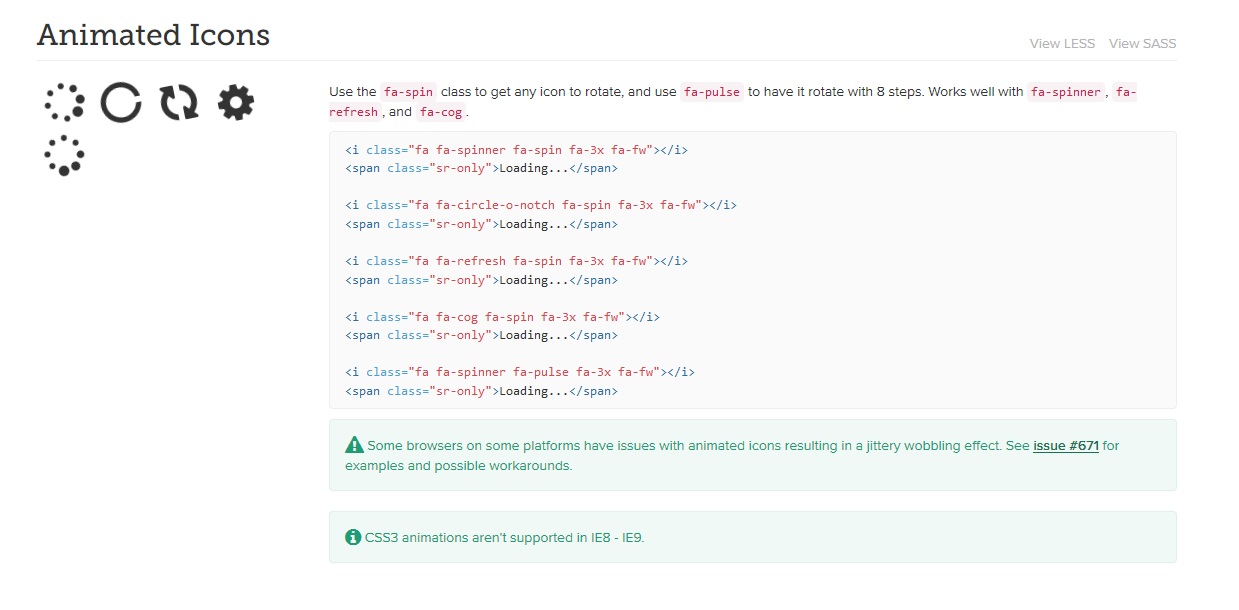 Animated Icons
View LESS View SASS
Use the fa-spin class to get any icon to rotate, and use fa-pulse to have it rotate with 8 steps. Works well with fa-spinner , fa-
refresh , and fa-cog .
<i class="fa fa-spinner fa-spin fa-3x fa-fw"></i>
<span class="sr-only">Loading...</span>
<i class="fa fa-circle-o-notch fa-spin fa-3x fa-fw"></i>
<span class="sr-only">Loading...</span>
<i class="fa fa-refresh fa-spin fa-3x fa-fw"></i>
<span class="sr-only">Loading...</span>
<i class="fa fa-cog fa-spin fa-3x fa-fw"></i>
<span class="sr-only">Loading...</span>
<i class="fa fa-spinner fa-pulse fa-3x fa-fw"></i>
<span class="sr-only">Loading...</span>
Some browsers on some platforms have issues with animated icons resulting in a jittery wobbling effect. See issue #671 for
examples and possible workarounds.
CSS3 animations aren't supported in IE8 - IE9.